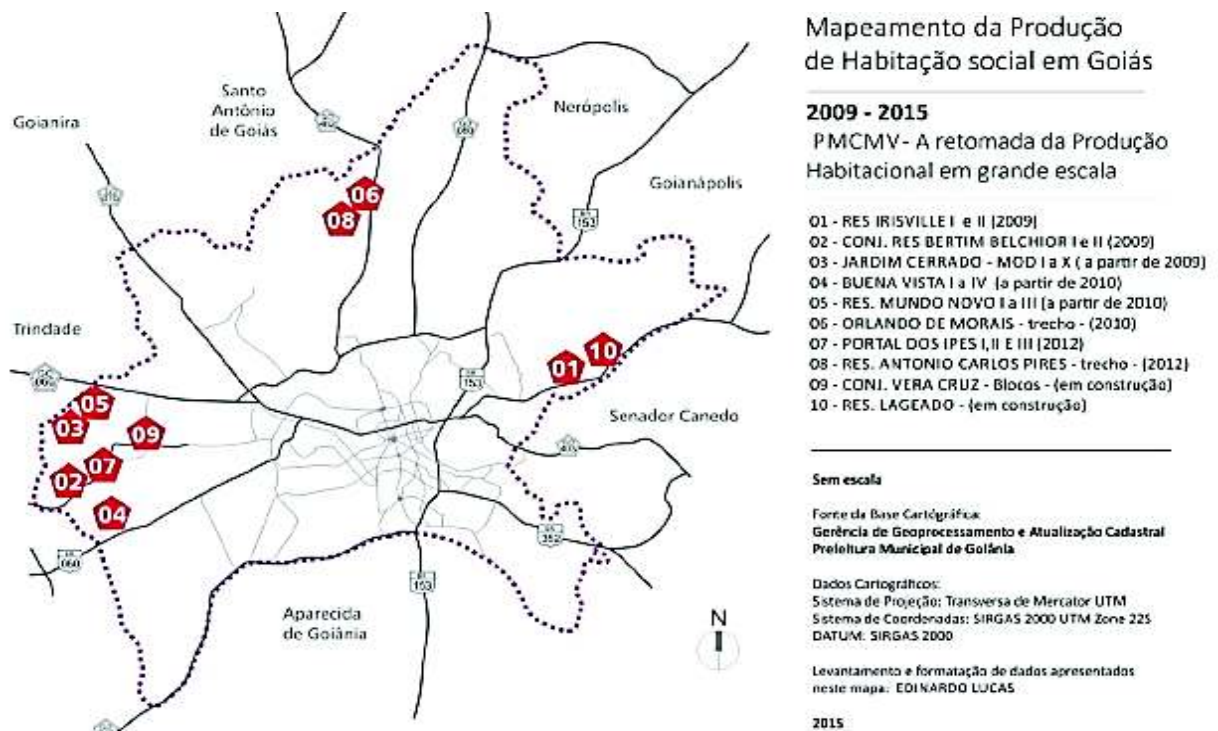 Mapeamento da Produção
de Habitação social em Goiás
2009 - 2015
PMCMV- A retomada da Produção
Habitacional em grande escala
01 - RES IRISVILLE I e II (2009)
02 - CONJ. RES BERTIM BELCHIOR I e II (2009)
03 - JARDIM CERRADO - MOD I a X ( a partir de 2009)
04 - BUENA VISTA I a IV (a partir de 2010)
05 - RES. MUNDO NOVO I a III (a partir de 2010)
06 - ORLANDO DE MORAIS - trecho - (2010)
07 - PORTAL DOS IPES I,II E III (2012)
08 - RES. ANTONIO CARLOS PIRES - trecho - (2012)
09 - CONJ. VERA CRUZ - Blocos - (em construção)
10 - RES. LAGEADO - (em construção)
Sem escala
Fonte da Base Cartógráfica:
Gerência de Geoprocessamento e Atualização Cadastral
Prefeitura Municipal de Goiânia
Dados Cartográficos:
Sistema de Projeção: Transversa de Mercator UTM
Sistema de Coordenadas: SIRGAS 2000 UTM Zone 22S
DATUM: SIRGAS 2000
Levantamento e formatação de dados apresentados
neste mapa: EDINARDO LUCAS
2015
Santo
Antônio
de Goiás
Nerópolis
Goianira
Goianápolis
06
08
153
Trindade
10
01
153
05
03
09
Senador Canedo
07
02
04
352
060
153
Aparecida
de Goiânia
N